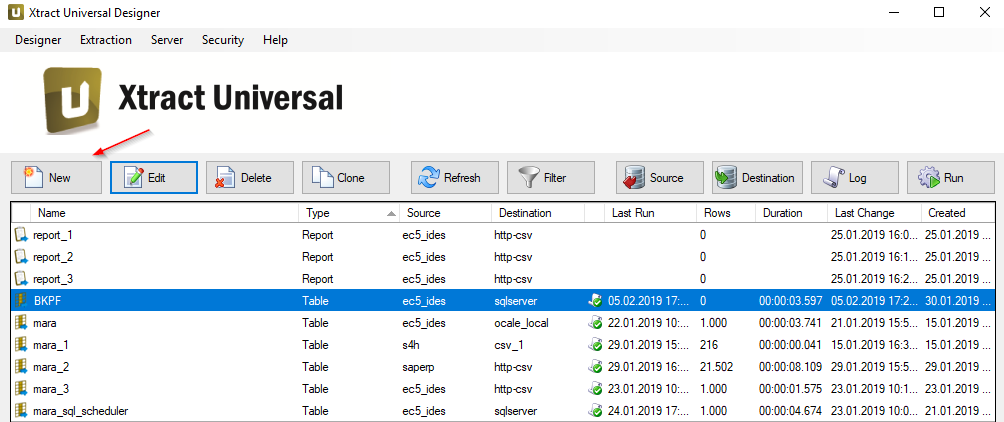 Xtract Universal Designer
Designer Extraction Server Security Help
Xtract Universal
New Edit Delete Clone Refresh Filter Source Destination Log Run
Name Type Source Destination Last Run Rows Duration Last Change Created
report_1 Report ec5_ides http-csv 0 25.01.2019 16:0... 25.01.2019 ...
report_2 Report ec5_ides http-csv 0 25.01.2019 16:1... 25.01.2019 ...
report_3 Report ec5_ides http-csv 0 25.01.2019 16:2... 25.01.2019 ...
BKPF Table ec5_ides sqlserver 05.02.2019 17:... 0 00:00:03.597 05.02.2019 17:2... 30.01.2019 ...
mara Table ec5_ides ocale_local 22.01.2019 10:... 1.000 00:00:03.741 21.01.2019 15:5... 15.01.2019 ...
mara_1 Table s4h csv_1 29.01.2019 15:... 216 00:00:00.041 15.01.2019 16:3... 15.01.2019 ...
mara_2 Table saperp http-csv 29.01.2019 16:... 21.502 00:00:08.109 29.01.2019 15:5... 29.01.2019 ...
mara_3 Table ec5_ides http-csv 23.01.2019 10:... 1.000 00:00:01.575 23.01.2019 10:1... 23.01.2019 ...
mara_sql_scheduler Table ec5_ides sqlserver 24.01.2019 17:... 1.000 00:00:04.674 23.01.2019 10:0... 21.01.2019 ...